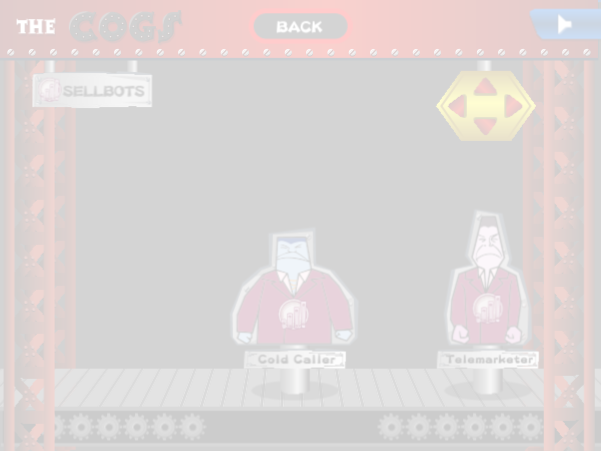 THE COGS
BACK
SELLBOTS
Cold Caller
Telemarketer